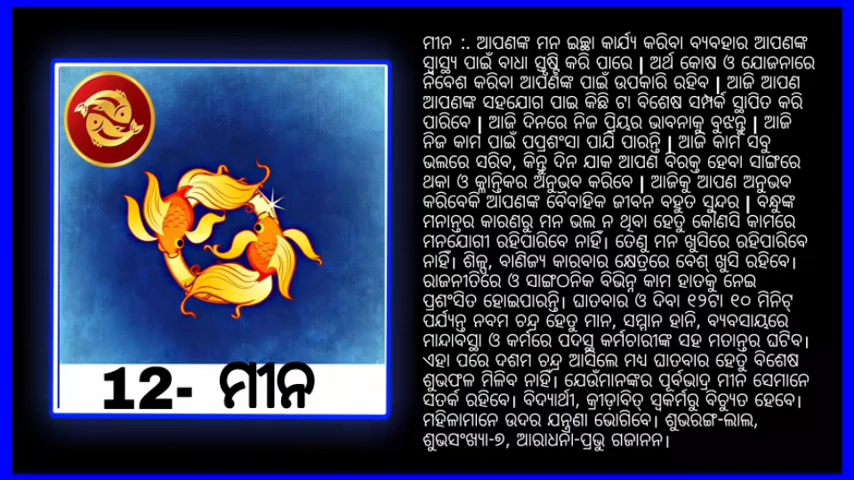 ମୀନ :. ଆପଣଙ୍କ ମନ ଇଚ୍ଛା କାର୍ଯ୍ୟ କରିବା ବ୍ୟବହାର ଆପଣଙ୍କ
ସ୍ୱାସ୍ଥ୍ୟ ପାଇଁ ବାଧା ସୃଷ୍ଟି କରି ପାରେ | ଅର୍ଥ କୋଷ ଓ ଯୋଜନାରେ
ନିବେଶ କରିବା ଆପଣଙ୍କ ପାଇଁ ଉପକାରି ରହିବ | ଆଜି ଆପଣ
ଆପଣଙ୍କ ସହଯୋଗ ପାଇ କିଛି ଟା ବିଶେଷ ସମ୍ପର୍କ ସ୍ଥାପିତ କରି
ପାରିବେ | ଆଜି ଦିନରେ ନିଜ ପ୍ରିୟର ଭାବନାକୁ ବୁଝନ୍ତୁ | ଆଜି
ନିଜ କାମ ପାଇଁ ପପ୍ରଶଂସା ପାଯି ପାରନ୍ତି | ଆଜି କାମ ସବୁ
ଭଲରେ ସରିବ, କିନ୍ତୁ ଦିନ ଯାକ ଆପଣ ବିରକ୍ତ ହେବା ସାଙ୍ଗରେ
ଥକା ଓ କ୍ଳାନ୍ତିକର ଅନୁଭବ କରିବେ | ଆଜିକୁ ଆପଣ ଅନୁଭବ
କରିବେକି ଆପଣଙ୍କ ବୈବାହିକ ଜୀବନ ବହୁତ ସୁନ୍ଦର | ବନ୍ଧୁଙ୍କ
ମନାନ୍ତର କାରଣରୁ ମନ ଭଲ ନ ଥିବା ହେତୁ କୌଣସି କାମରେ
ମନଯୋଗୀ ରହିପାରିବେ ନାହିଁ। ତେଣୁ ମନ ଖୁସିରେ ରହିପାରିବେ
ନାହିଁ। ଶିଳ୍ପ, ବାଣିଜ୍ୟ କାରବାର କ୍ଷେତ୍ରରେ ବେଶ୍ ଖୁସି ରହିବେ।
ରାଜନୀତିରେ ଓ ସାଙ୍ଗଠନିକ ବିଭିନ୍ନ କାମ ହାତକୁ ନେଇ
ପ୍ରଶଂସିତ ହୋଇପାରନ୍ତି। ଘାତବାର ଓ ଦିବା ୧୨ଟା ୧୦ ମିନିଟ୍
ପର୍ଯ୍ୟନ୍ତ ନବମ ଚନ୍ଦ୍ର ହେତୁ ମାନ, ସମ୍ମାନ ହାନି, ବ୍ୟବସାୟରେ
ମାନ୍ଦାବସ୍ଥା ଓ କର୍ମରେ ପଦସ୍ଥ କର୍ମଚାରୀଙ୍କ ସହ ମତାନ୍ତର ଘଟିବ।
ଏହା ପରେ ଦଶମ ଚନ୍ଦ୍ର ଆସିଲେ ମଧ୍ୟ ଘାତବାର ହେତୁ ବିଶେଷ
ଶୁଭଫଳ ମିଳିବ ନାହିଁ। ଯେଉଁମାନଙ୍କର ପୂର୍ବଭାଦ୍ର ମୀନ ସେମାନେ
ସତର୍କ ରହିବେ। ବିଦ୍ୟାର୍ଥୀ, କ୍ରୀଡ଼ାବିତ୍ ସ୍ୱକର୍ମରୁ ବିଚ୍ୟୁତ ହେବେ।
ମହିଳାମାନେ ଉଦର ଯନ୍ତ୍ରଣା ଭୋଗିବେ। ଶୁଭରଙ୍ଗ-ଲାଲ,
ଶୁଭସଂଖ୍ୟା-୭, ଆରାଧନା-ପ୍ରଭୁ ଗଜାନନ।
12- ମୀନ